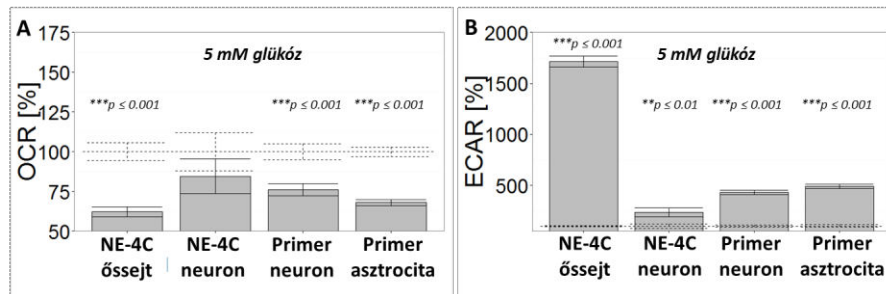 A
5 mM glükóz
OCR [%]
175
150
125
100
75
50
***p ≤ 0.001
***p ≤ 0.001
***p ≤ 0.001
NE-4C
őssejt
NE-4C
neuron
Primer
neuron
Primer
asztrocita
B
5 mM glükóz
ECAR [%]
2000
1500
1000
500
***p ≤ 0.001
**p ≤ 0.01
***p ≤ 0.001
***p ≤ 0.001
NE-4C
őssejt
NE-4C
neuron
Primer
neuron
Primer
asztrocita